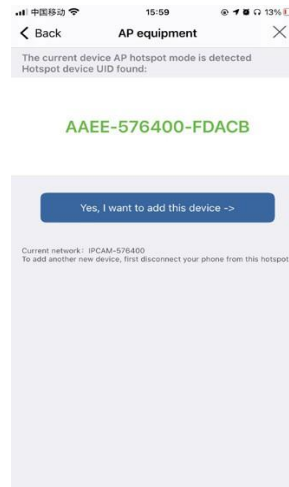 中国移动 15:59 13%
Back AP equipment
The current device AP hotspot mode is detected
Hotspot device UID found:
AAEE-576400-FDACB
Yes, I want to add this device ->
Current network: IPCAM-576400
To add another new device, first disconnect your phone from this hotspot